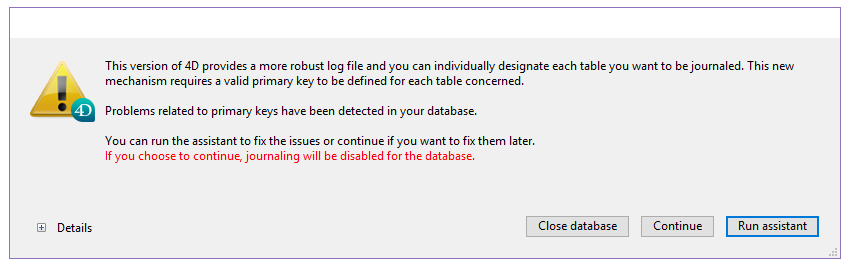 This version of 4D provides a more robust log file and you can individually designate each table you want to be journaled. This new
mechanism requires a valid primary key to be defined for each table concerned.
Problems related to primary keys have been detected in your database.
You can run the assistant to fix the issues or continue if you want to fix them later.
If you choose to continue, journaling will be disabled for the database.
4D
Details
Close database
Continue
Run assistant